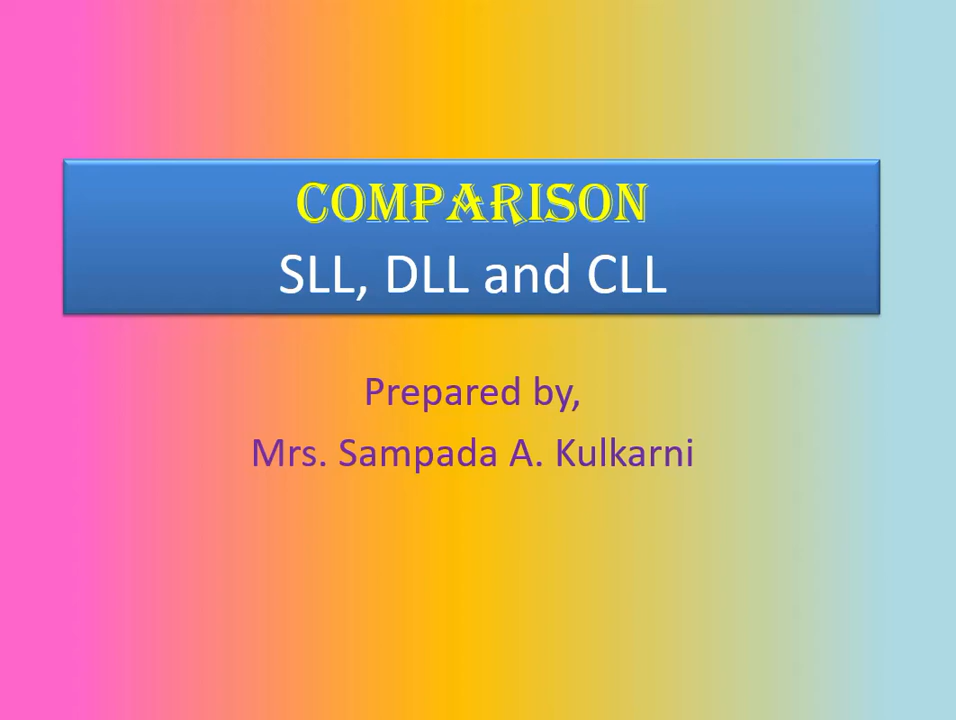 COMPARISON
SLL, DLL and CLL
Prepared by,
Mrs. Sampada A. Kulkarni